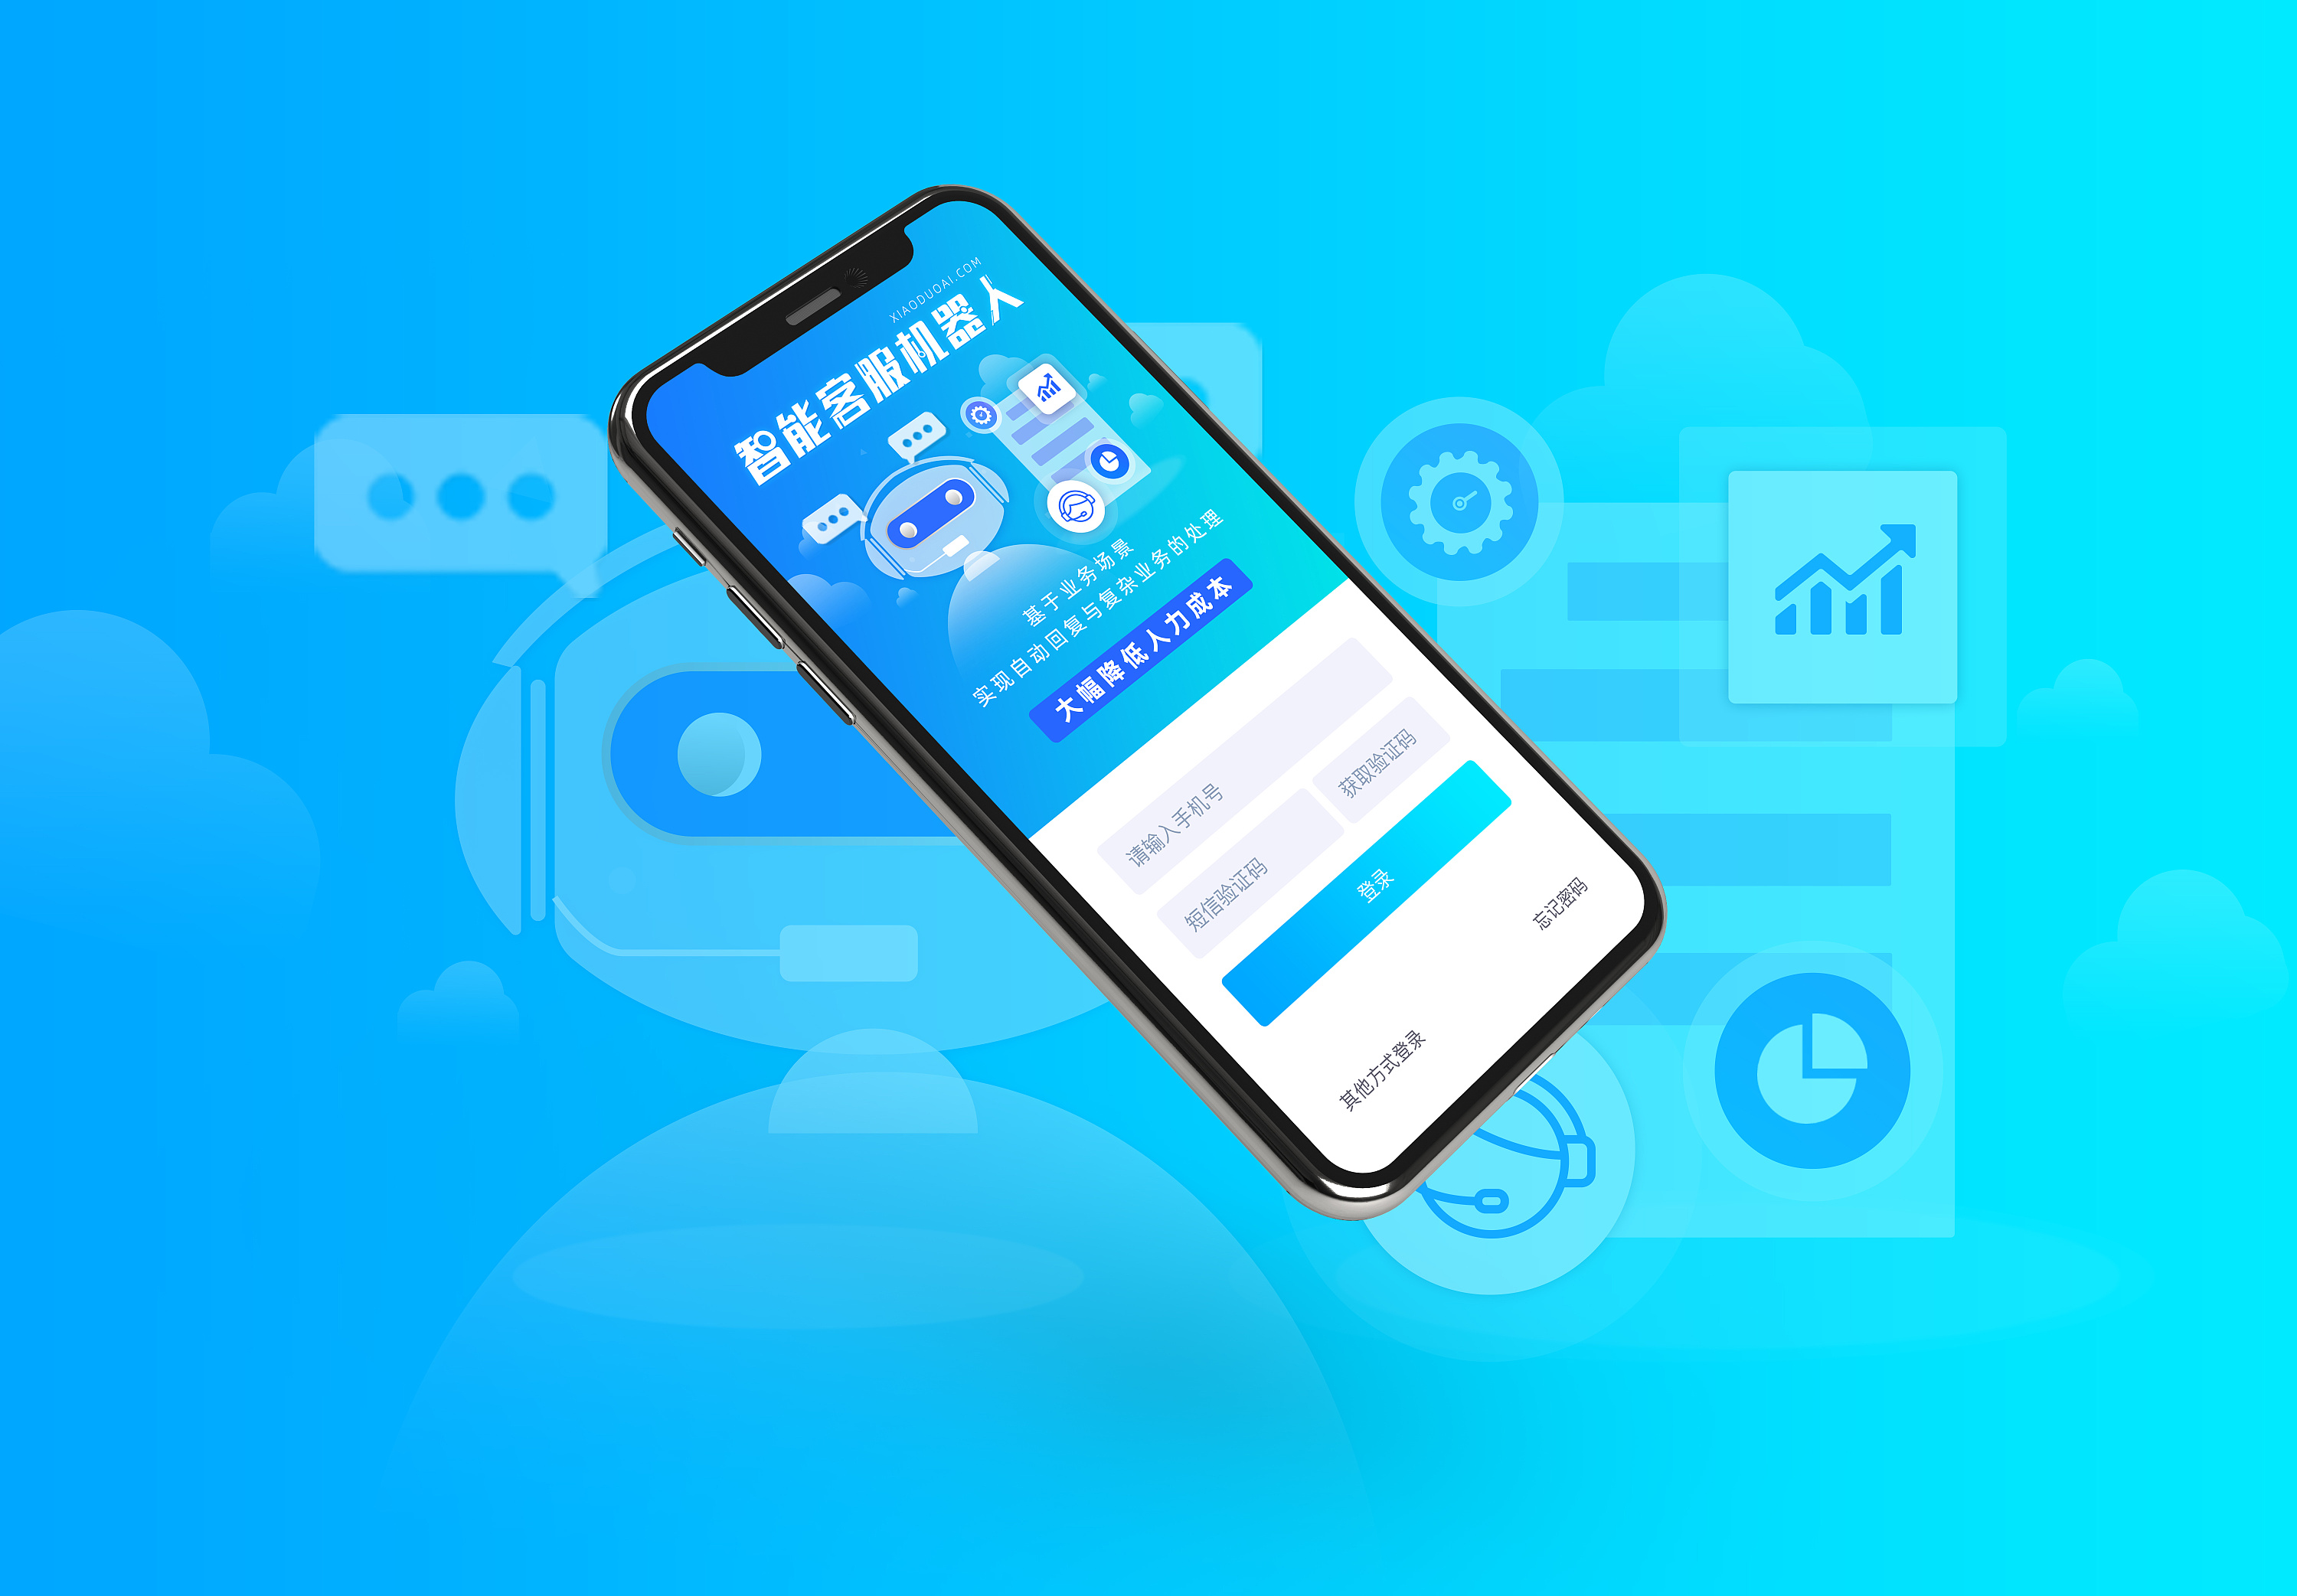 XIAODUOAI.COM
智能客服机器人
基于业务场景
实现自动回复与复杂业务的处理
大幅降低人力成本
请输入手机号
短信验证码
获取验证码
登录
忘记密码
其他方式登录